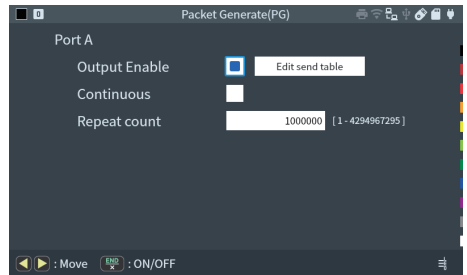 0 Packet Generate(PG)
Port A
Output Enable Edit send table
Continuous
Repeat count 1000000 [ 1 - 4294967295 ]
: Move END × : ON/OFF